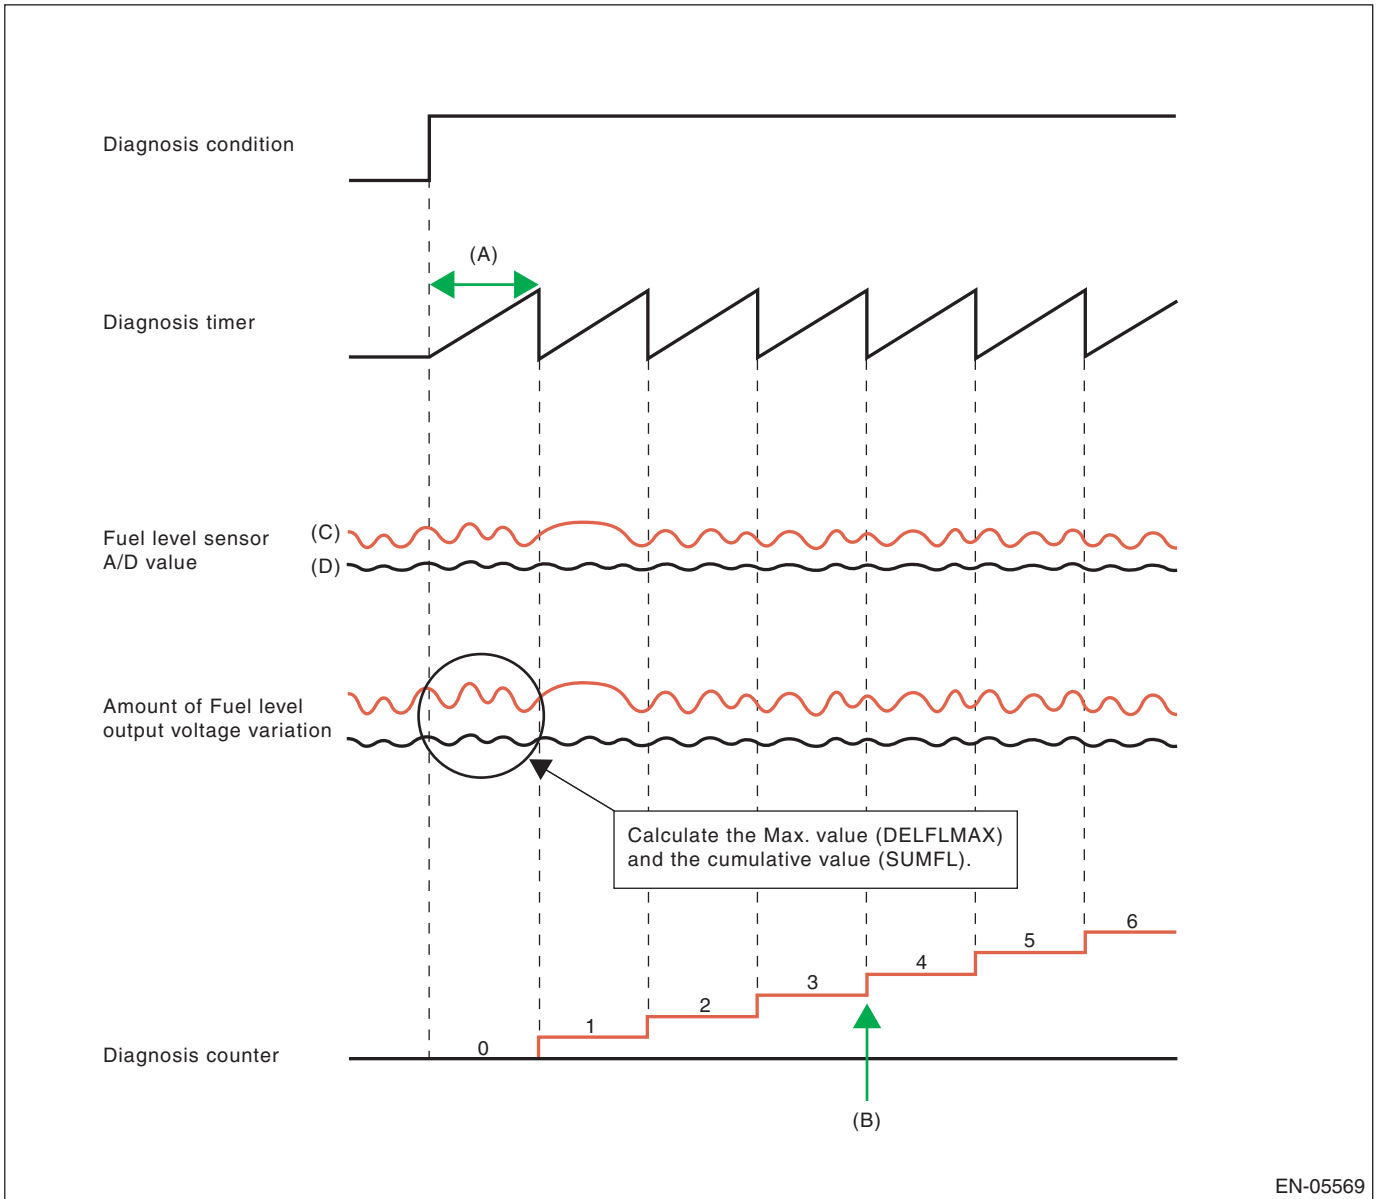 Diagnosis condition
(A)
Diagnosis timer
Fuel level sensor
A/D value
(C)
(D)
Amount of Fuel level
output voltage variation
Calculate the Max. value (DELFLMAX)
and the cumulative value (SUMFL).
Diagnosis counter
0
1
2
3
4
5
6
(B)
EN-05569